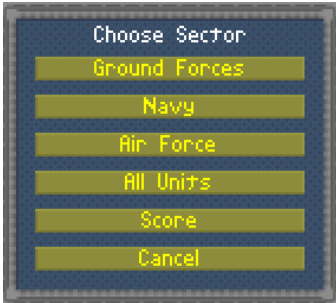 Choose Sector
Ground Forces
Navy
Air Force
All Units
Score
Cancel